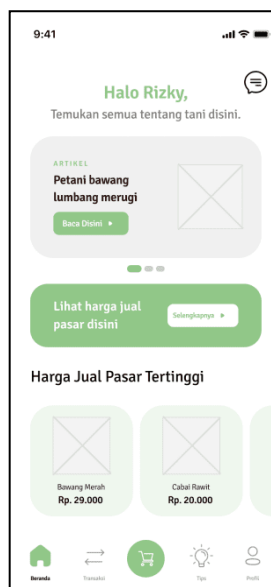 9:41
Halo Rizky,
Temukan semua tentang tani disini.
ARTIKEL
Petani bawang
lumbang merugi
Baca Disini
Lihat harga jual
pasar disini
Selengkapnya
Harga Jual Pasar Tertinggi
Bawang Merah
Rp. 29.000
Cabai Rawit
Rp. 20.000
Beranda
Transaksi
Tips
Profil